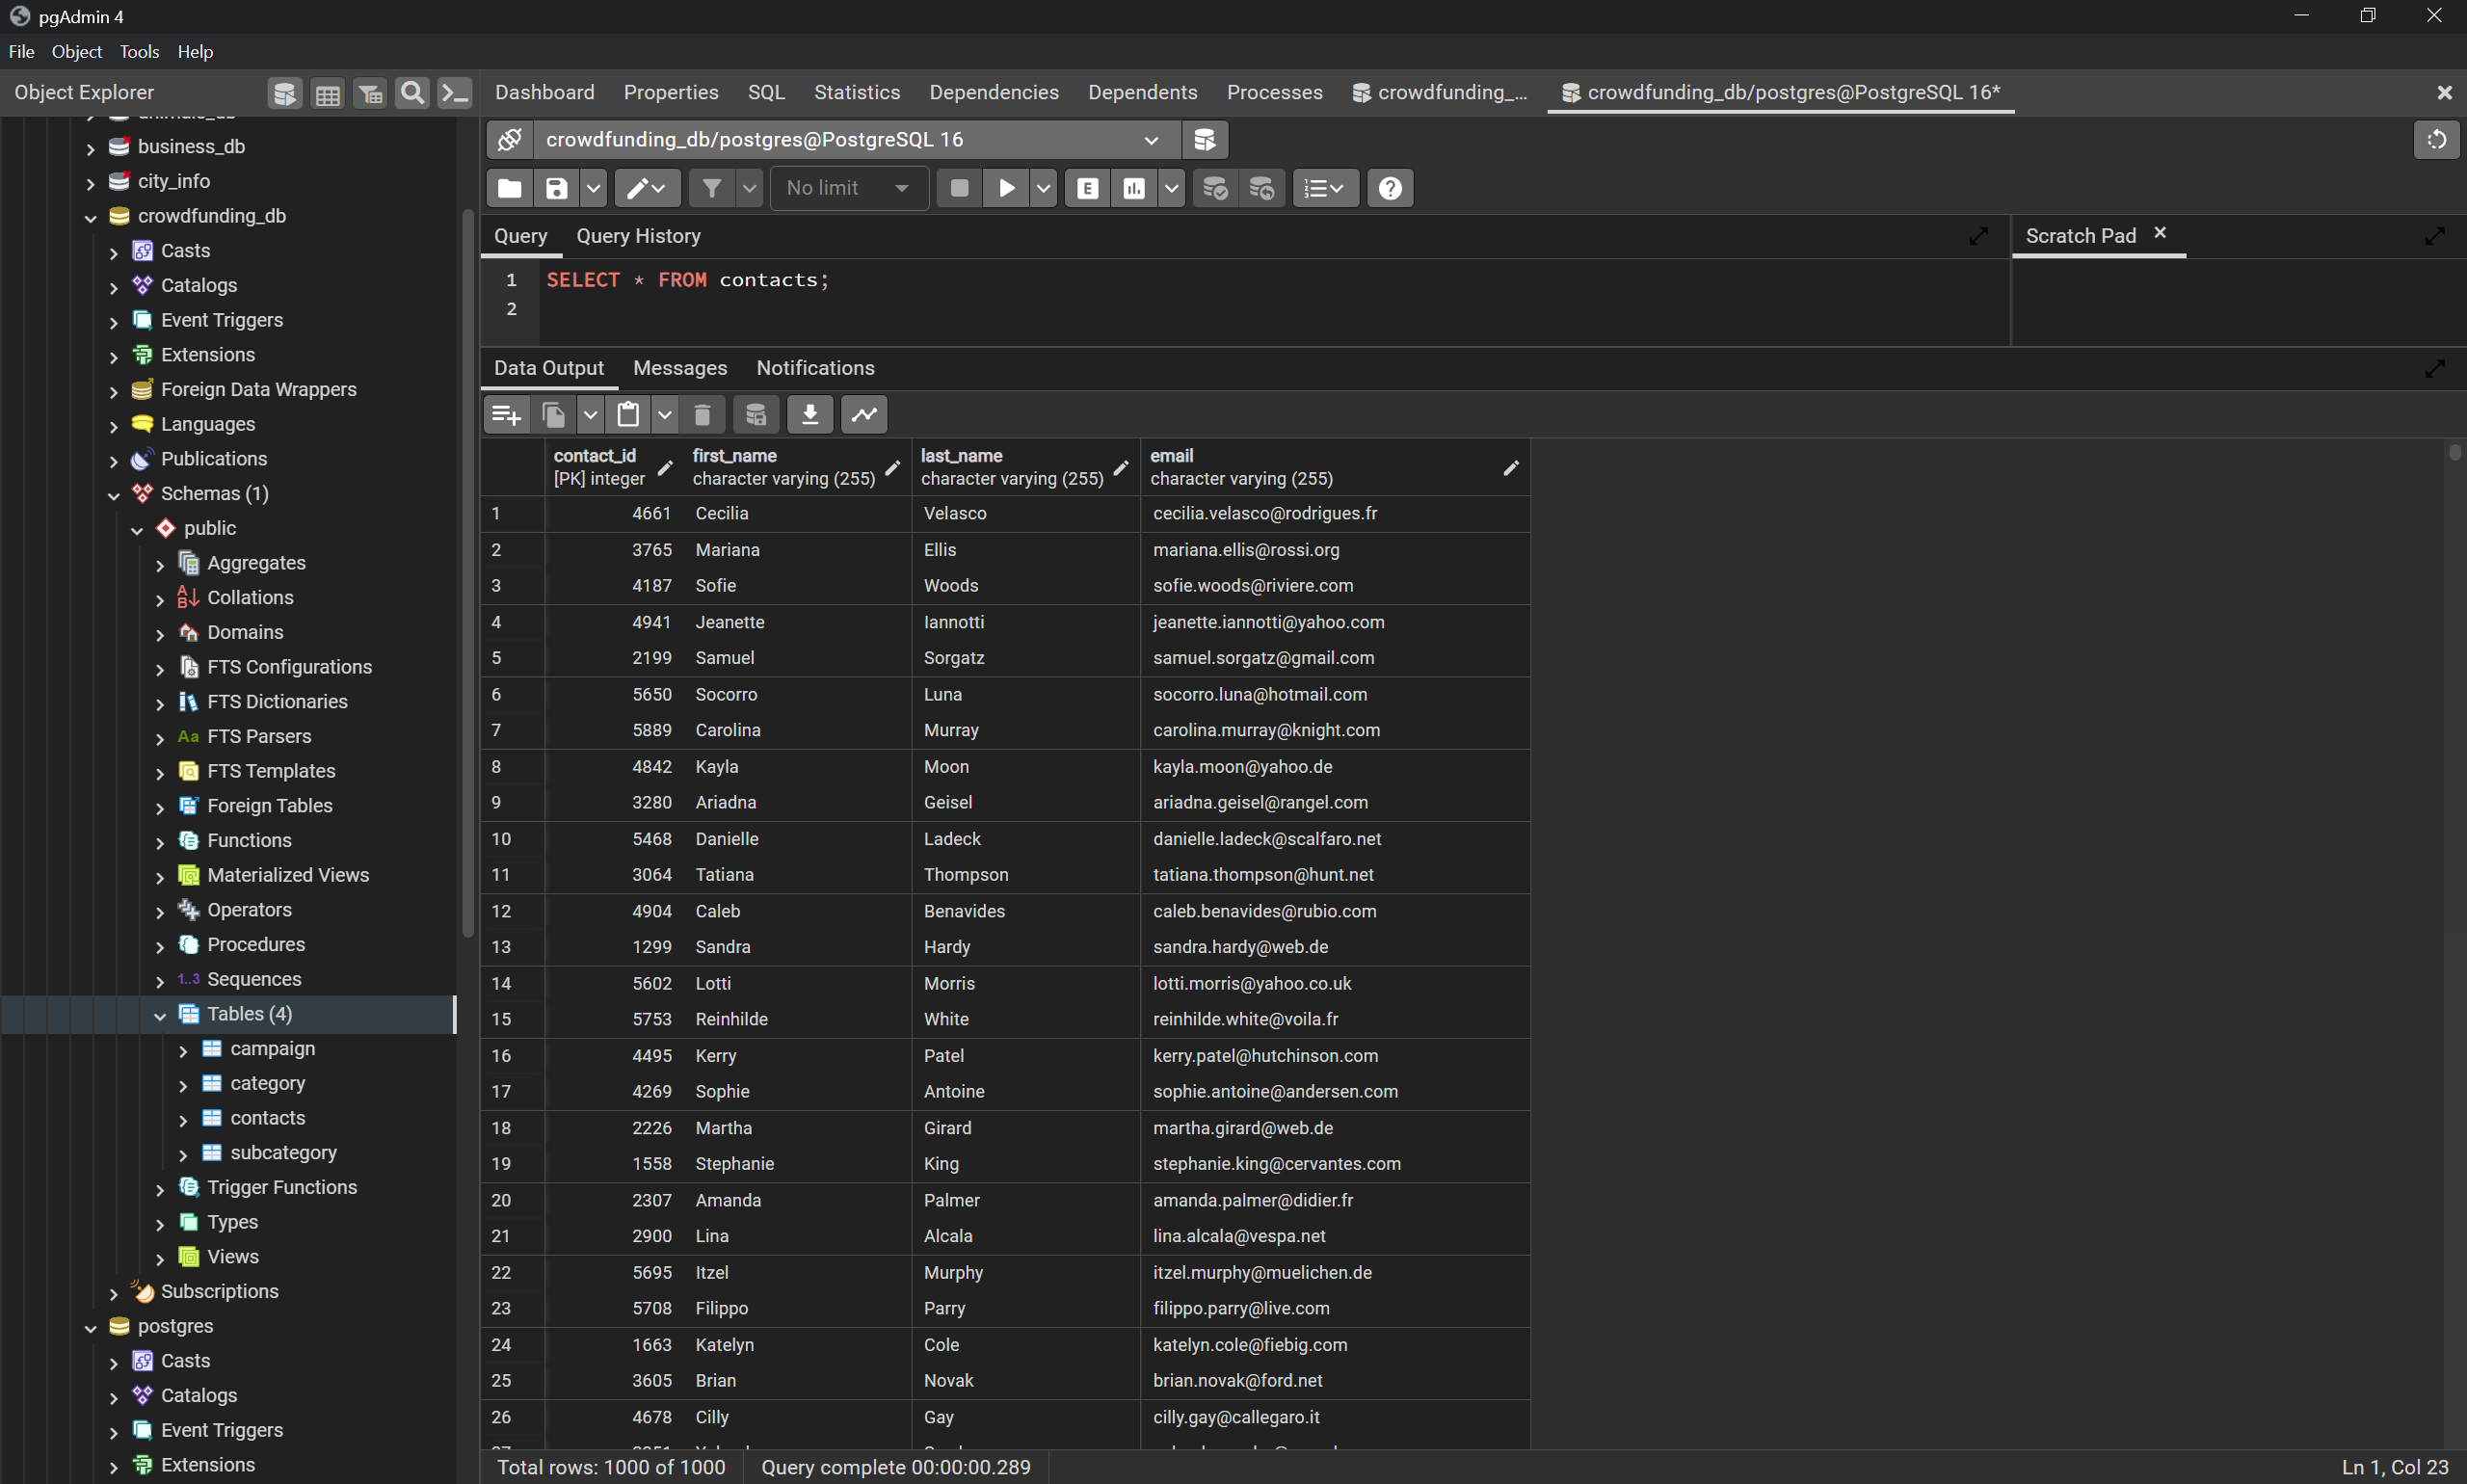 pgAdmin 4
File Object Tools Help
Object Explorer
Dashboard Properties SQL Statistics Dependencies Dependents Processes crowdfunding_... crowdfunding_db/postgres@PostgreSQL 16*
crowdfunding_db/postgres@PostgreSQL 16
No limit
E
Query Query History
Scratch Pad
1 SELECT * FROM contacts;
2
Data Output Messages Notifications
business_db
city_info
crowdfunding_db
Casts
Catalogs
Event Triggers
Extensions
Foreign Data Wrappers
Languages
Publications
Schemas (1)
public
Aggregates
Collations
Domains
FTS Configurations
FTS Dictionaries
Aa FTS Parsers
FTS Templates
Foreign Tables
Functions
Materialized Views
Operators
Procedures
1..3 Sequences
Tables (4)
campaign
category
contacts
subcategory
Trigger Functions
Types
Views
Subscriptions
postgres
Casts
Catalogs
Event Triggers
Extensions
contact_id first_name last_name email
[PK] integer character varying (255) character varying (255) character varying (255)
1 4661 Cecilia Velasco cecilia.velasco@rodrigues.fr
2 3765 Mariana Ellis mariana.ellis@rossi.org
3 4187 Sofie Woods sofie.woods@riviere.com
4 4941 Jeanette Iannotti jeanette.iannotti@yahoo.com
5 2199 Samuel Sorgatz samuel.sorgatz@gmail.com
6 5650 Socorro Luna socorro.luna@hotmail.com
7 5889 Carolina Murray carolina.murray@knight.com
8 4842 Kayla Moon kayla.moon@yahoo.de
9 3280 Ariadna Geisel ariadna.geisel@rangel.com
10 5468 Danielle Ladeck danielle.ladeck@scalfaro.net
11 3064 Tatiana Thompson tatiana.thompson@hunt.net
12 4904 Caleb Benavides caleb.benavides@rubio.com
13 1299 Sandra Hardy sandra.hardy@web.de
14 5602 Lotti Morris lotti.morris@yahoo.co.uk
15 5753 Reinhilde White reinhilde.white@voila.fr
16 4495 Kerry Patel kerry.patel@hutchinson.com
17 4269 Sophie Antoine sophie.antoine@andersen.com
18 2226 Martha Girard martha.girard@web.de
19 1558 Stephanie King stephanie.king@cervantes.com
20 2307 Amanda Palmer amanda.palmer@didier.fr
21 2900 Lina Alcala lina.alcala@vespa.net
22 5695 Itzel Murphy itzel.murphy@muelichen.de
23 5708 Filippo Parry filippo.parry@live.com
24 1663 Katelyn Cole katelyn.cole@fiebig.com
25 3605 Brian Novak brian.novak@ford.net
26 4678 Cilly Gay cilly.gay@callegaro.it
Total rows: 1000 of 1000 Query complete 00:00:00.289 Ln 1, Col 23